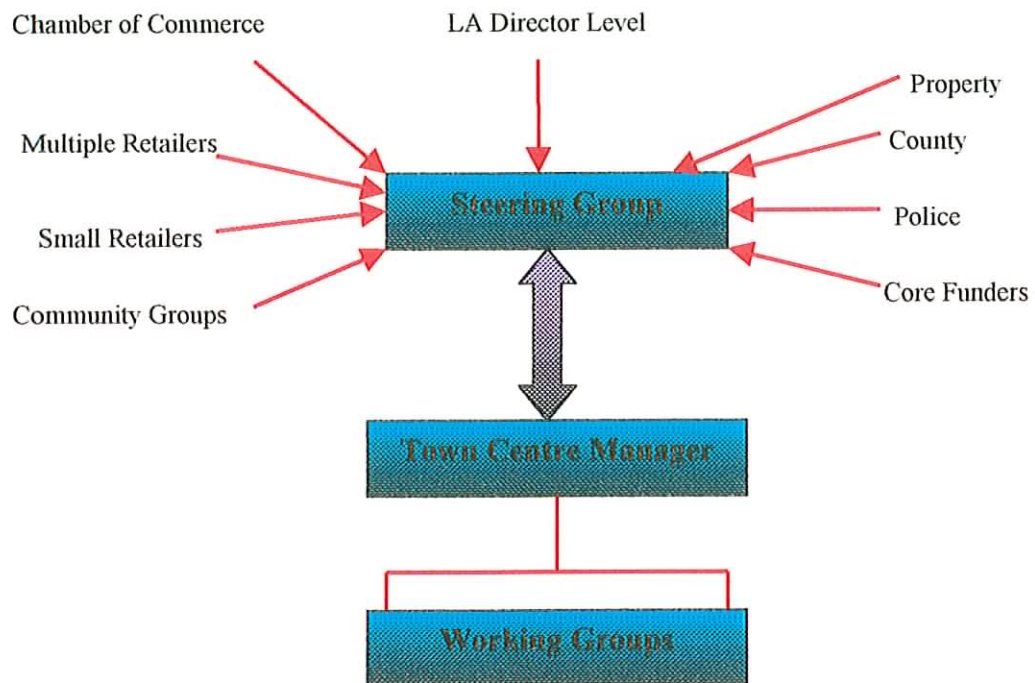 Chamber of Commerce
LA Director Level
Property
Multiple Retailers
County
Steering Group
Small Retailers
Police
Community Groups
Core Funders
Town Centre Manager
Working Groups